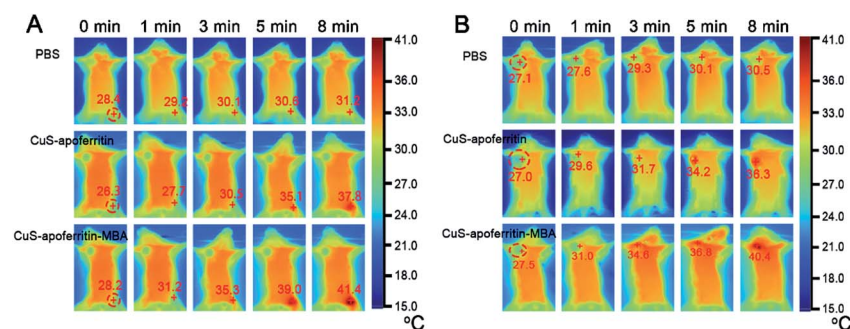 A
0 min 1 min 3 min 5 min 8 min
PBS
28.4 29.2 30.1 30.6 31.2
CuS-apoferritin
26.3 27.7 30.5 35.1 37.8
CuS-apoferritin-MBA
28.2 31.2 35.3 39.0 41.4
41.0
33.0
30.0
27.0
24.0
21.0
18.0
15.0
°C
B
0 min 1 min 3 min 5 min 8 min
PBS
27.1 27.6 29.3 30.1 30.5
CuS-apoferritin
27.0 29.6 31.7 34.2 36.3
CuS-apoferritin-MBA
27.5 31.0 34.6 36.8 40.4
41.0
33.0
30.0
27.0
24.0
21.0
18.0
15.0
°C